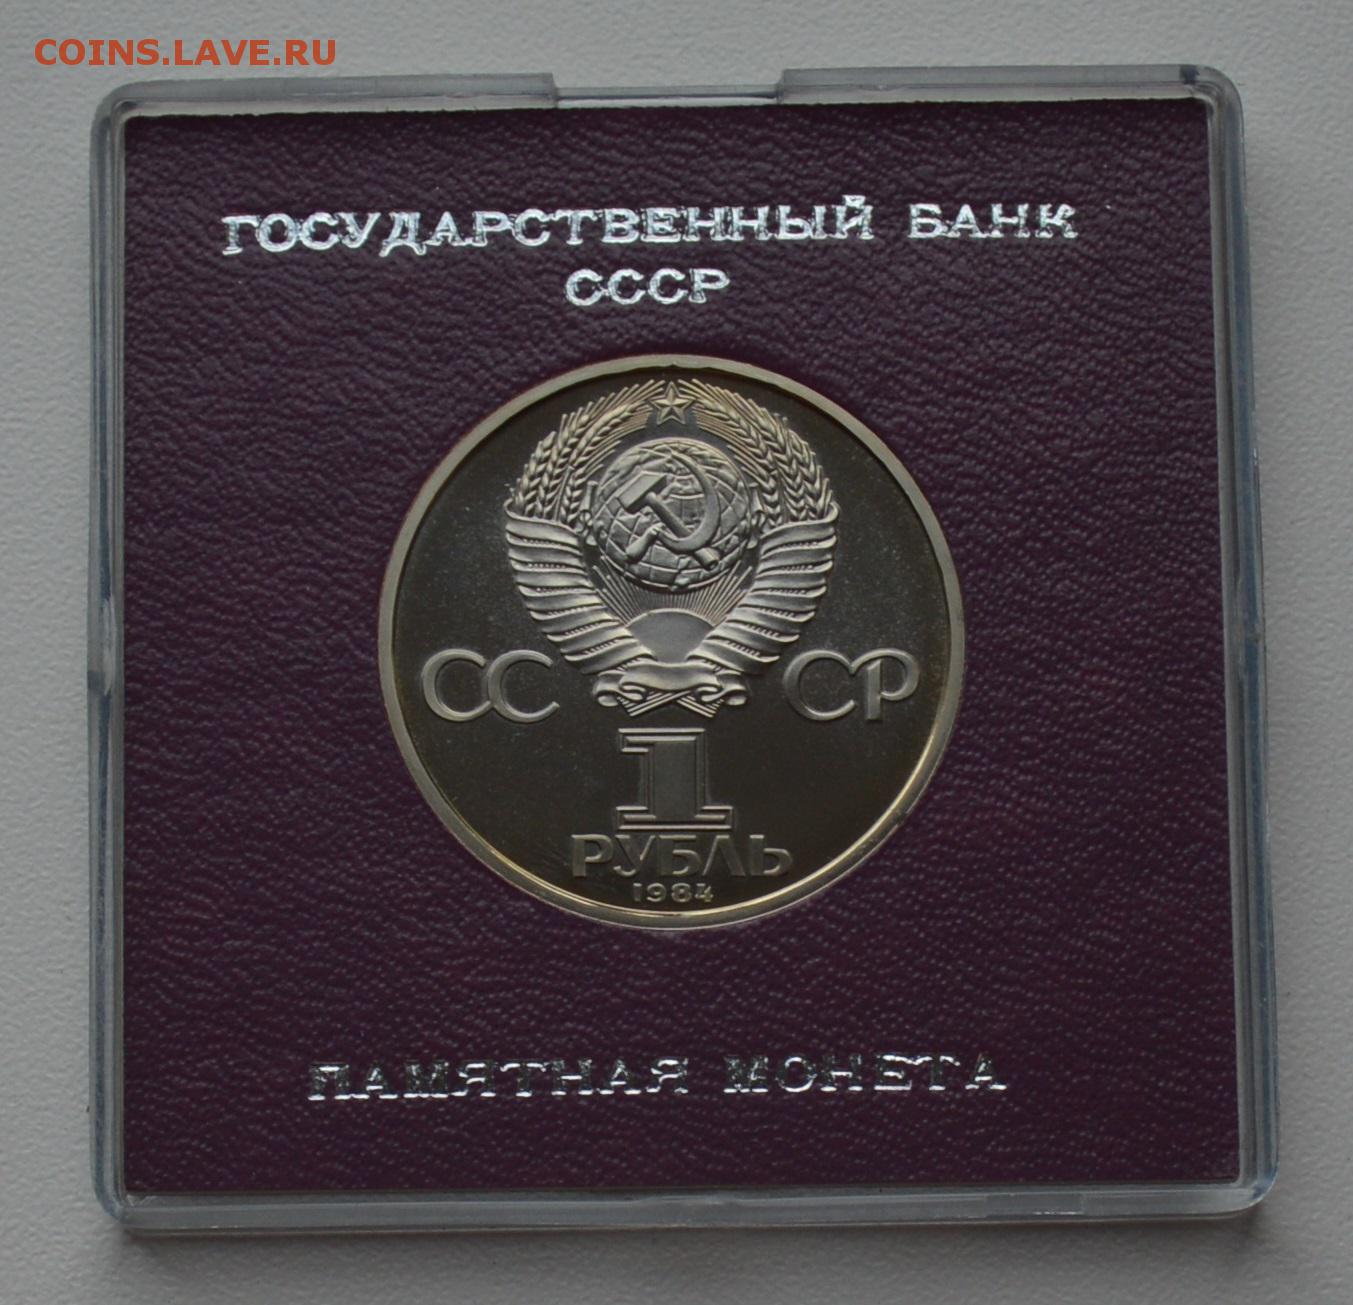 COINS.LAVE.RU
ГОСУДАРСТВЕННЫЙ БАНК
СССР
СС СР
1
РУБЛЬ
1984
ПАМЯТНАЯ МОНЕТА